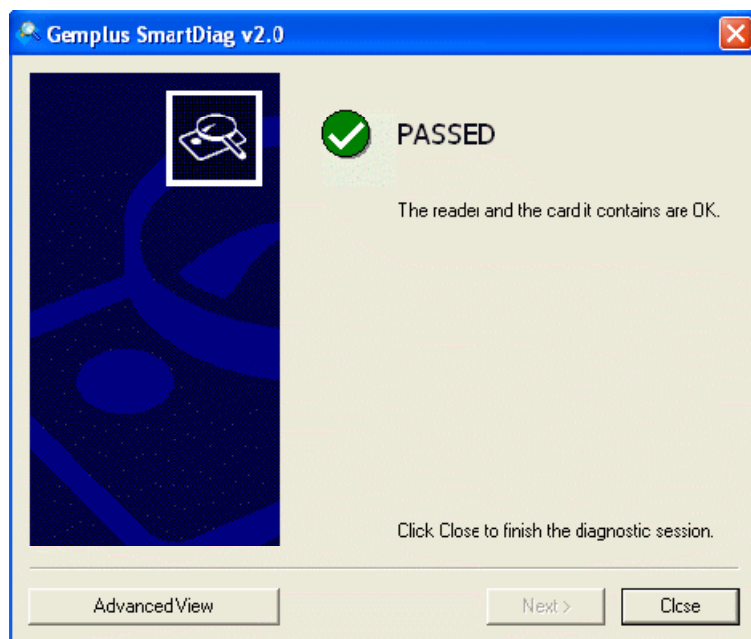 Gemplus SmartDiag v2.0
PASSED
The reader and the card it contains are OK.
Click Close to finish the diagnostic session.
Advanced View
Next >
Close